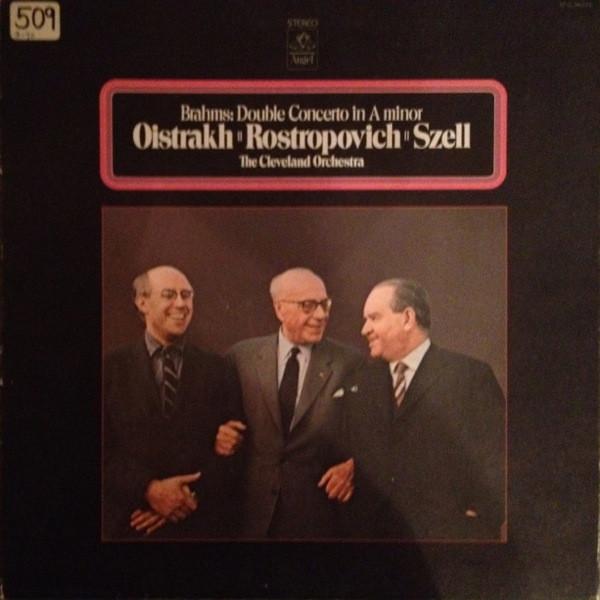 509
STEREO
Angel
Brahms: Double Concerto in A minor
Oistrakh " Rostropovich " Szell
The Cleveland Orchestra